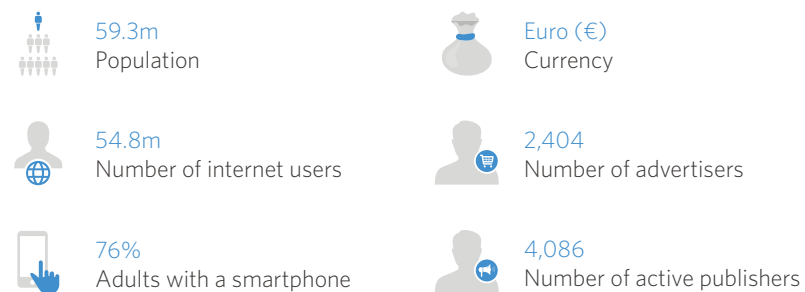 59.3m
Population
Euro (€)
Currency
54.8m
Number of internet users
2,404
Number of advertisers
76%
Adults with a smartphone
4,086
Number of active publishers